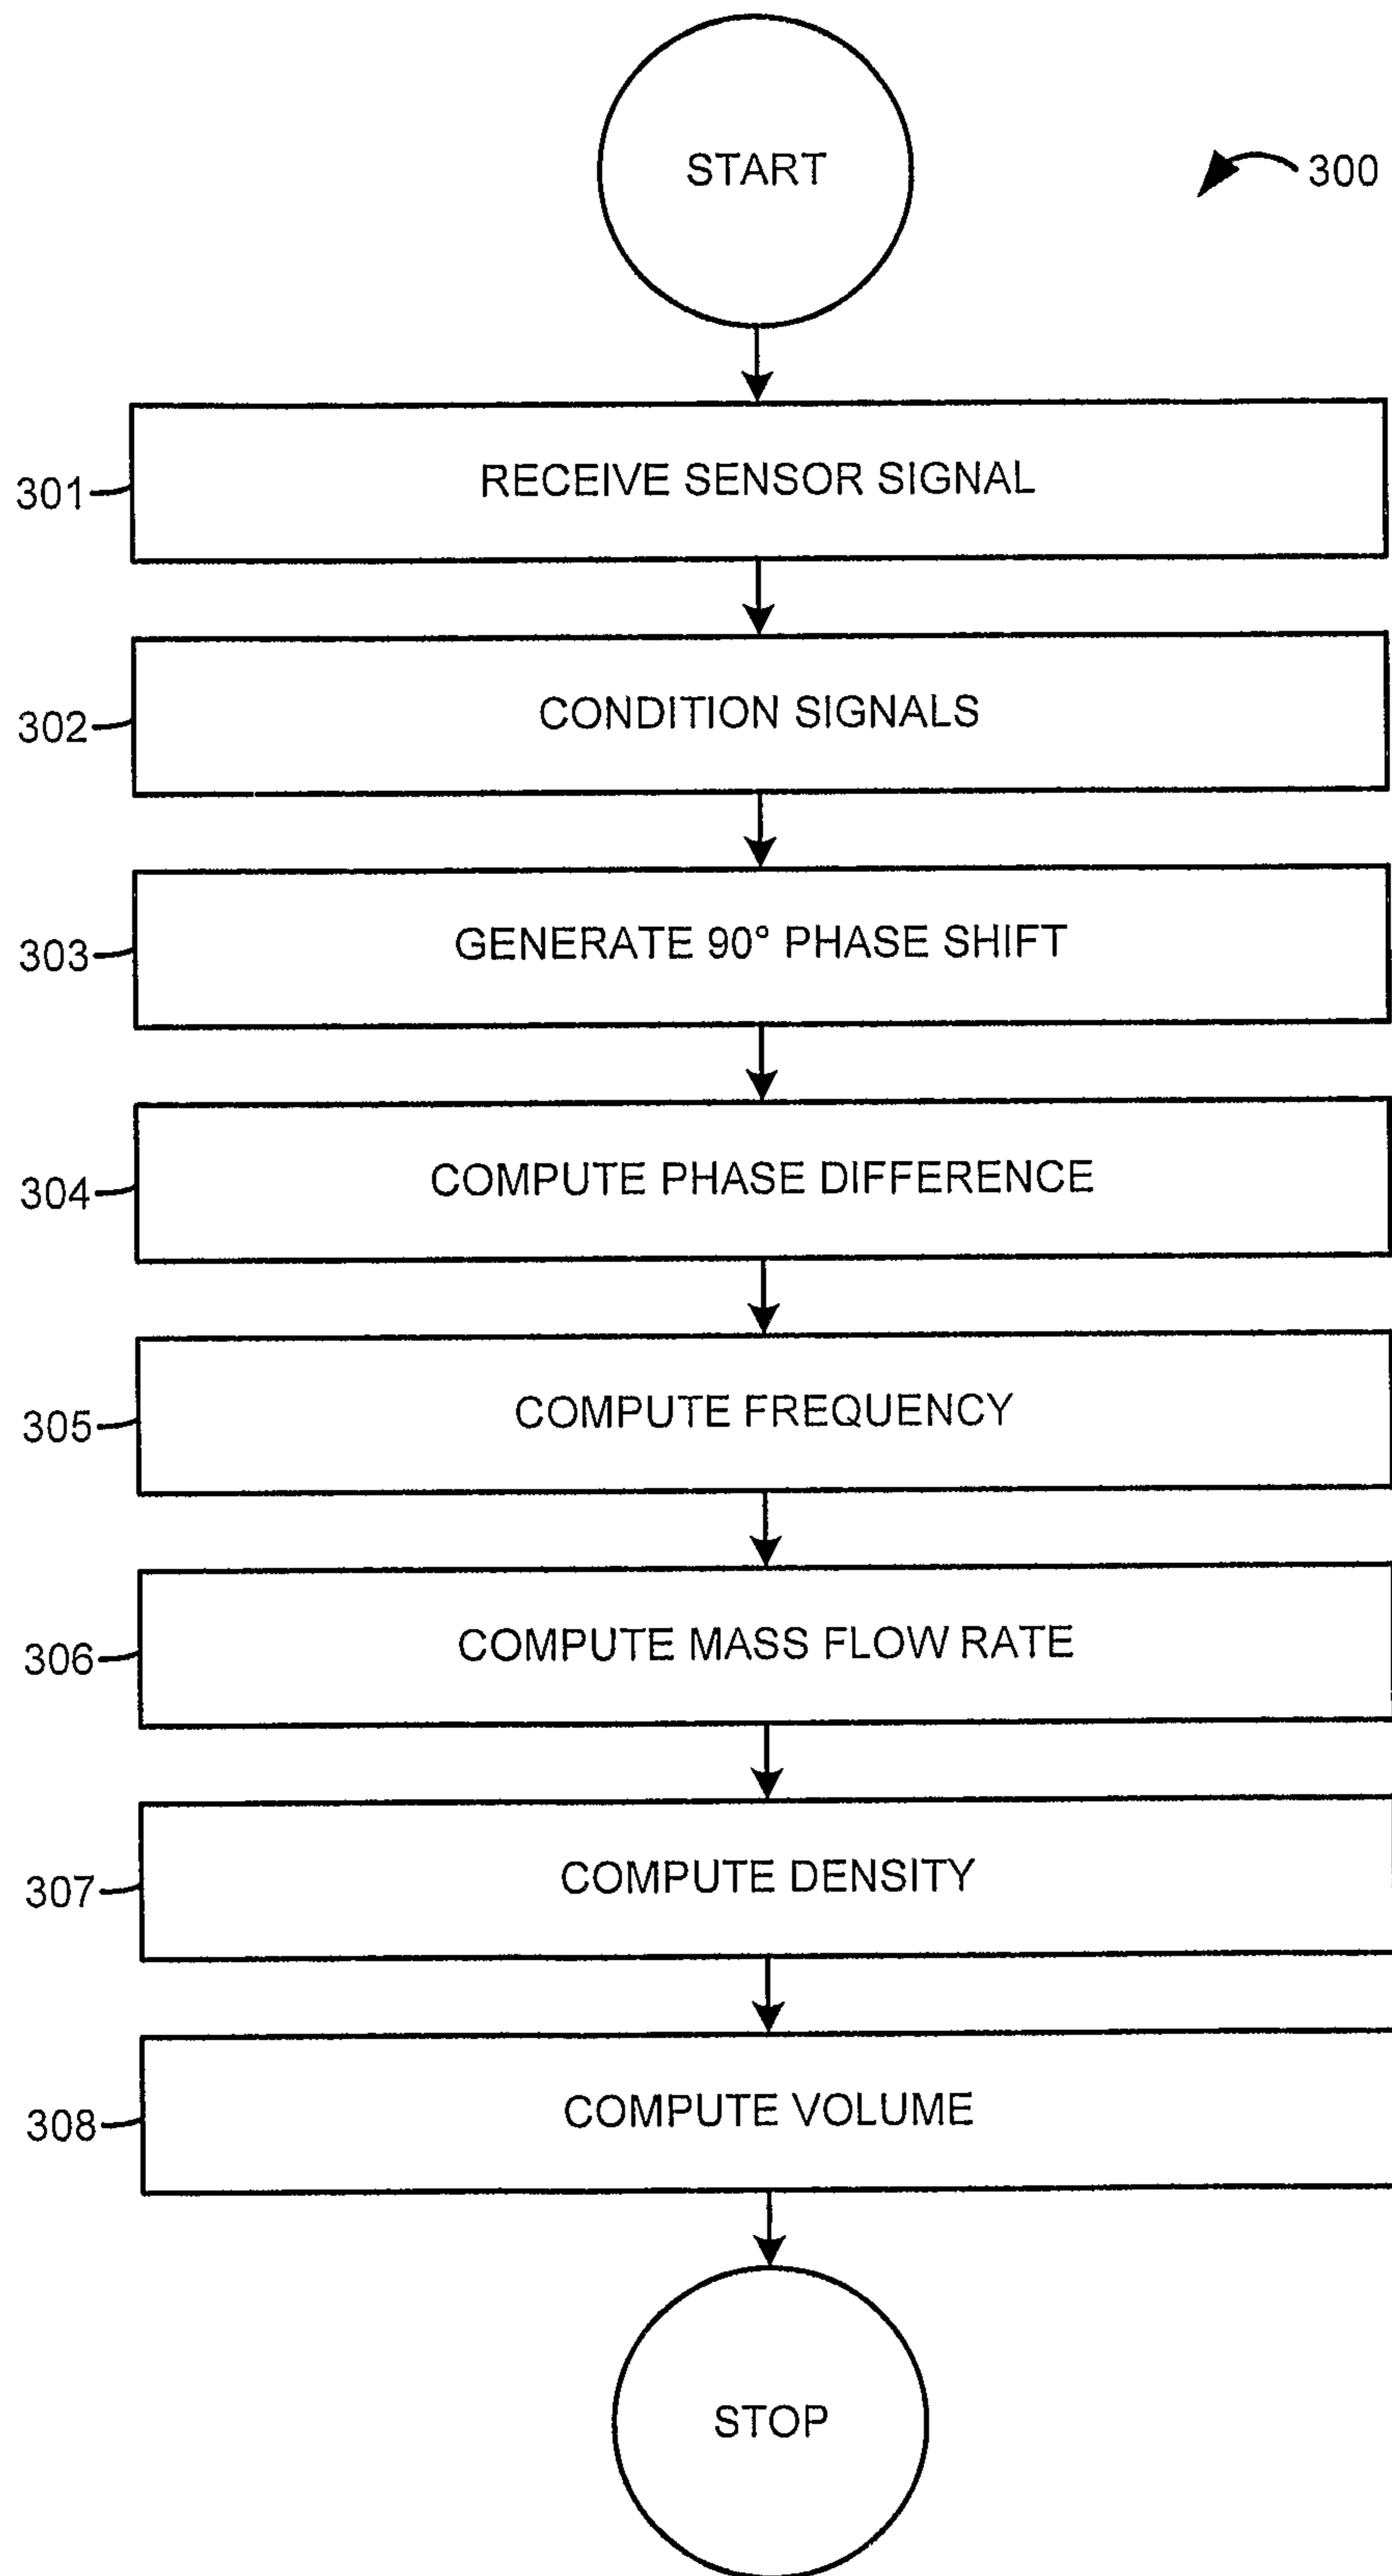 START
300
301 RECEIVE SENSOR SIGNAL
302 CONDITION SIGNALS
303 GENERATE 90° PHASE SHIFT
304 COMPUTE PHASE DIFFERENCE
305 COMPUTE FREQUENCY
306 COMPUTE MASS FLOW RATE
307 COMPUTE DENSITY
308 COMPUTE VOLUME
STOP